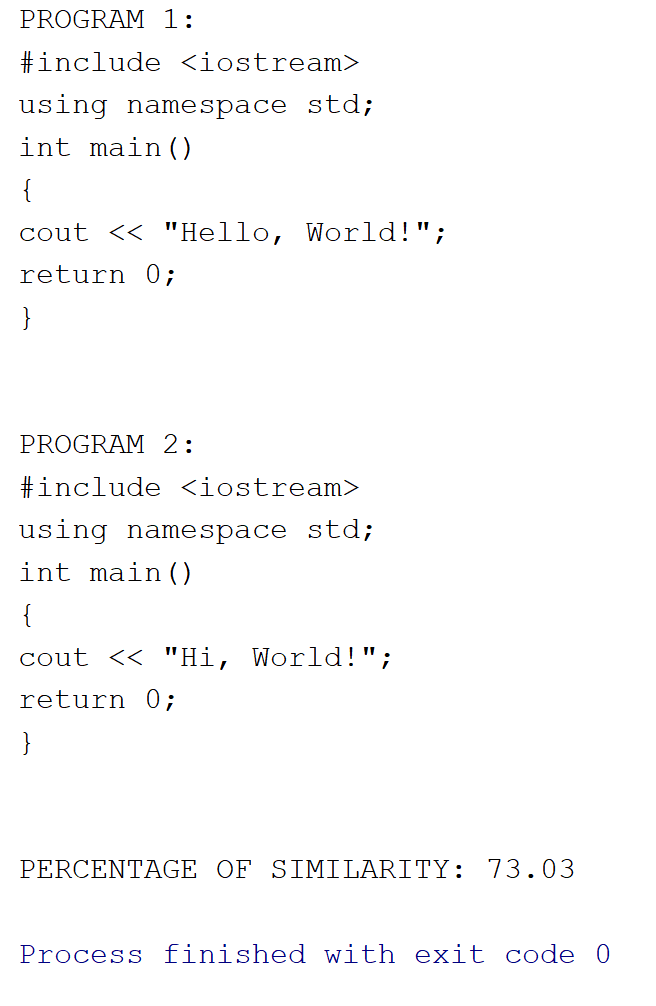 PROGRAM 1:
#include <iostream>
using namespace std;
int main()
{
cout << "Hello, World!";
return 0;
}
PROGRAM 2:
#include <iostream>
using namespace std;
int main()
{
cout << "Hi, World!";
return 0;
}
PERCENTAGE OF SIMILARITY: 73.03
Process finished with exit code 0